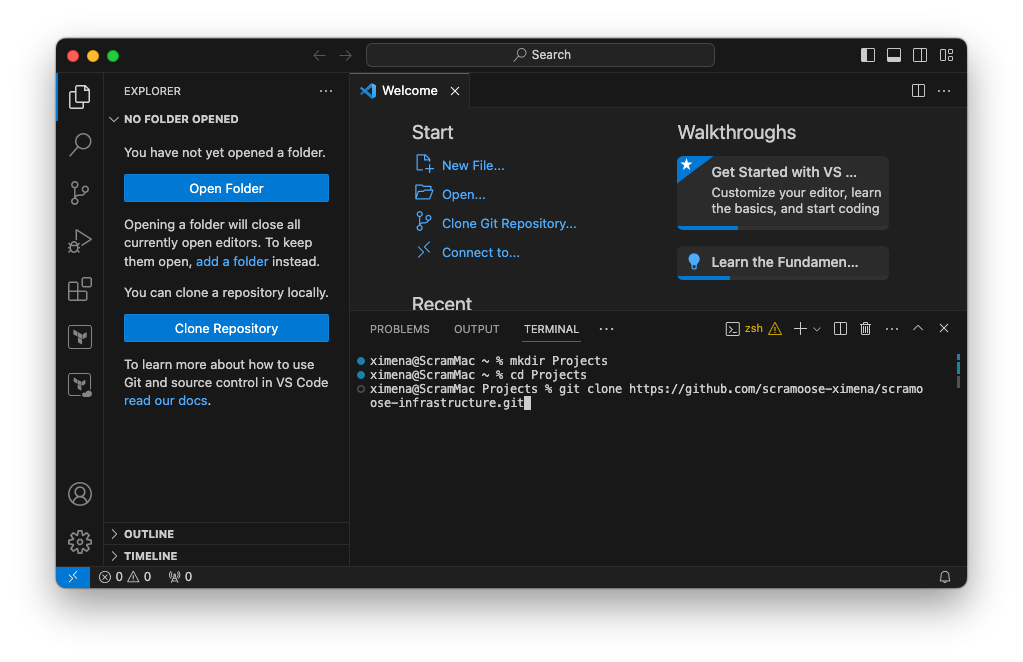 Search
EXPLORER
NO FOLDER OPENED
You have not yet opened a folder.
Open Folder
Opening a folder will close all
currently open editors. To keep
them open, add a folder instead.
You can clone a repository locally.
Clone Repository
To learn more about how to use
Git and source control in VS Code
read our docs.
OUTLINE
TIMELINE
Welcome
Start
New File...
Open...
Clone Git Repository...
Connect to...
Recent
Walkthroughs
Get Started with VS ...
Customize your editor, learn
the basics, and start coding
Learn the Fundamen...
PROBLEMS OUTPUT TERMINAL
zsh
ximena@ScramMac ~ % mkdir Projects
ximena@ScramMac ~ % cd Projects
ximena@ScramMac Projects % git clone https://github.com/scramoose-ximena/scramo
ose-infrastructure.git
0 0 0